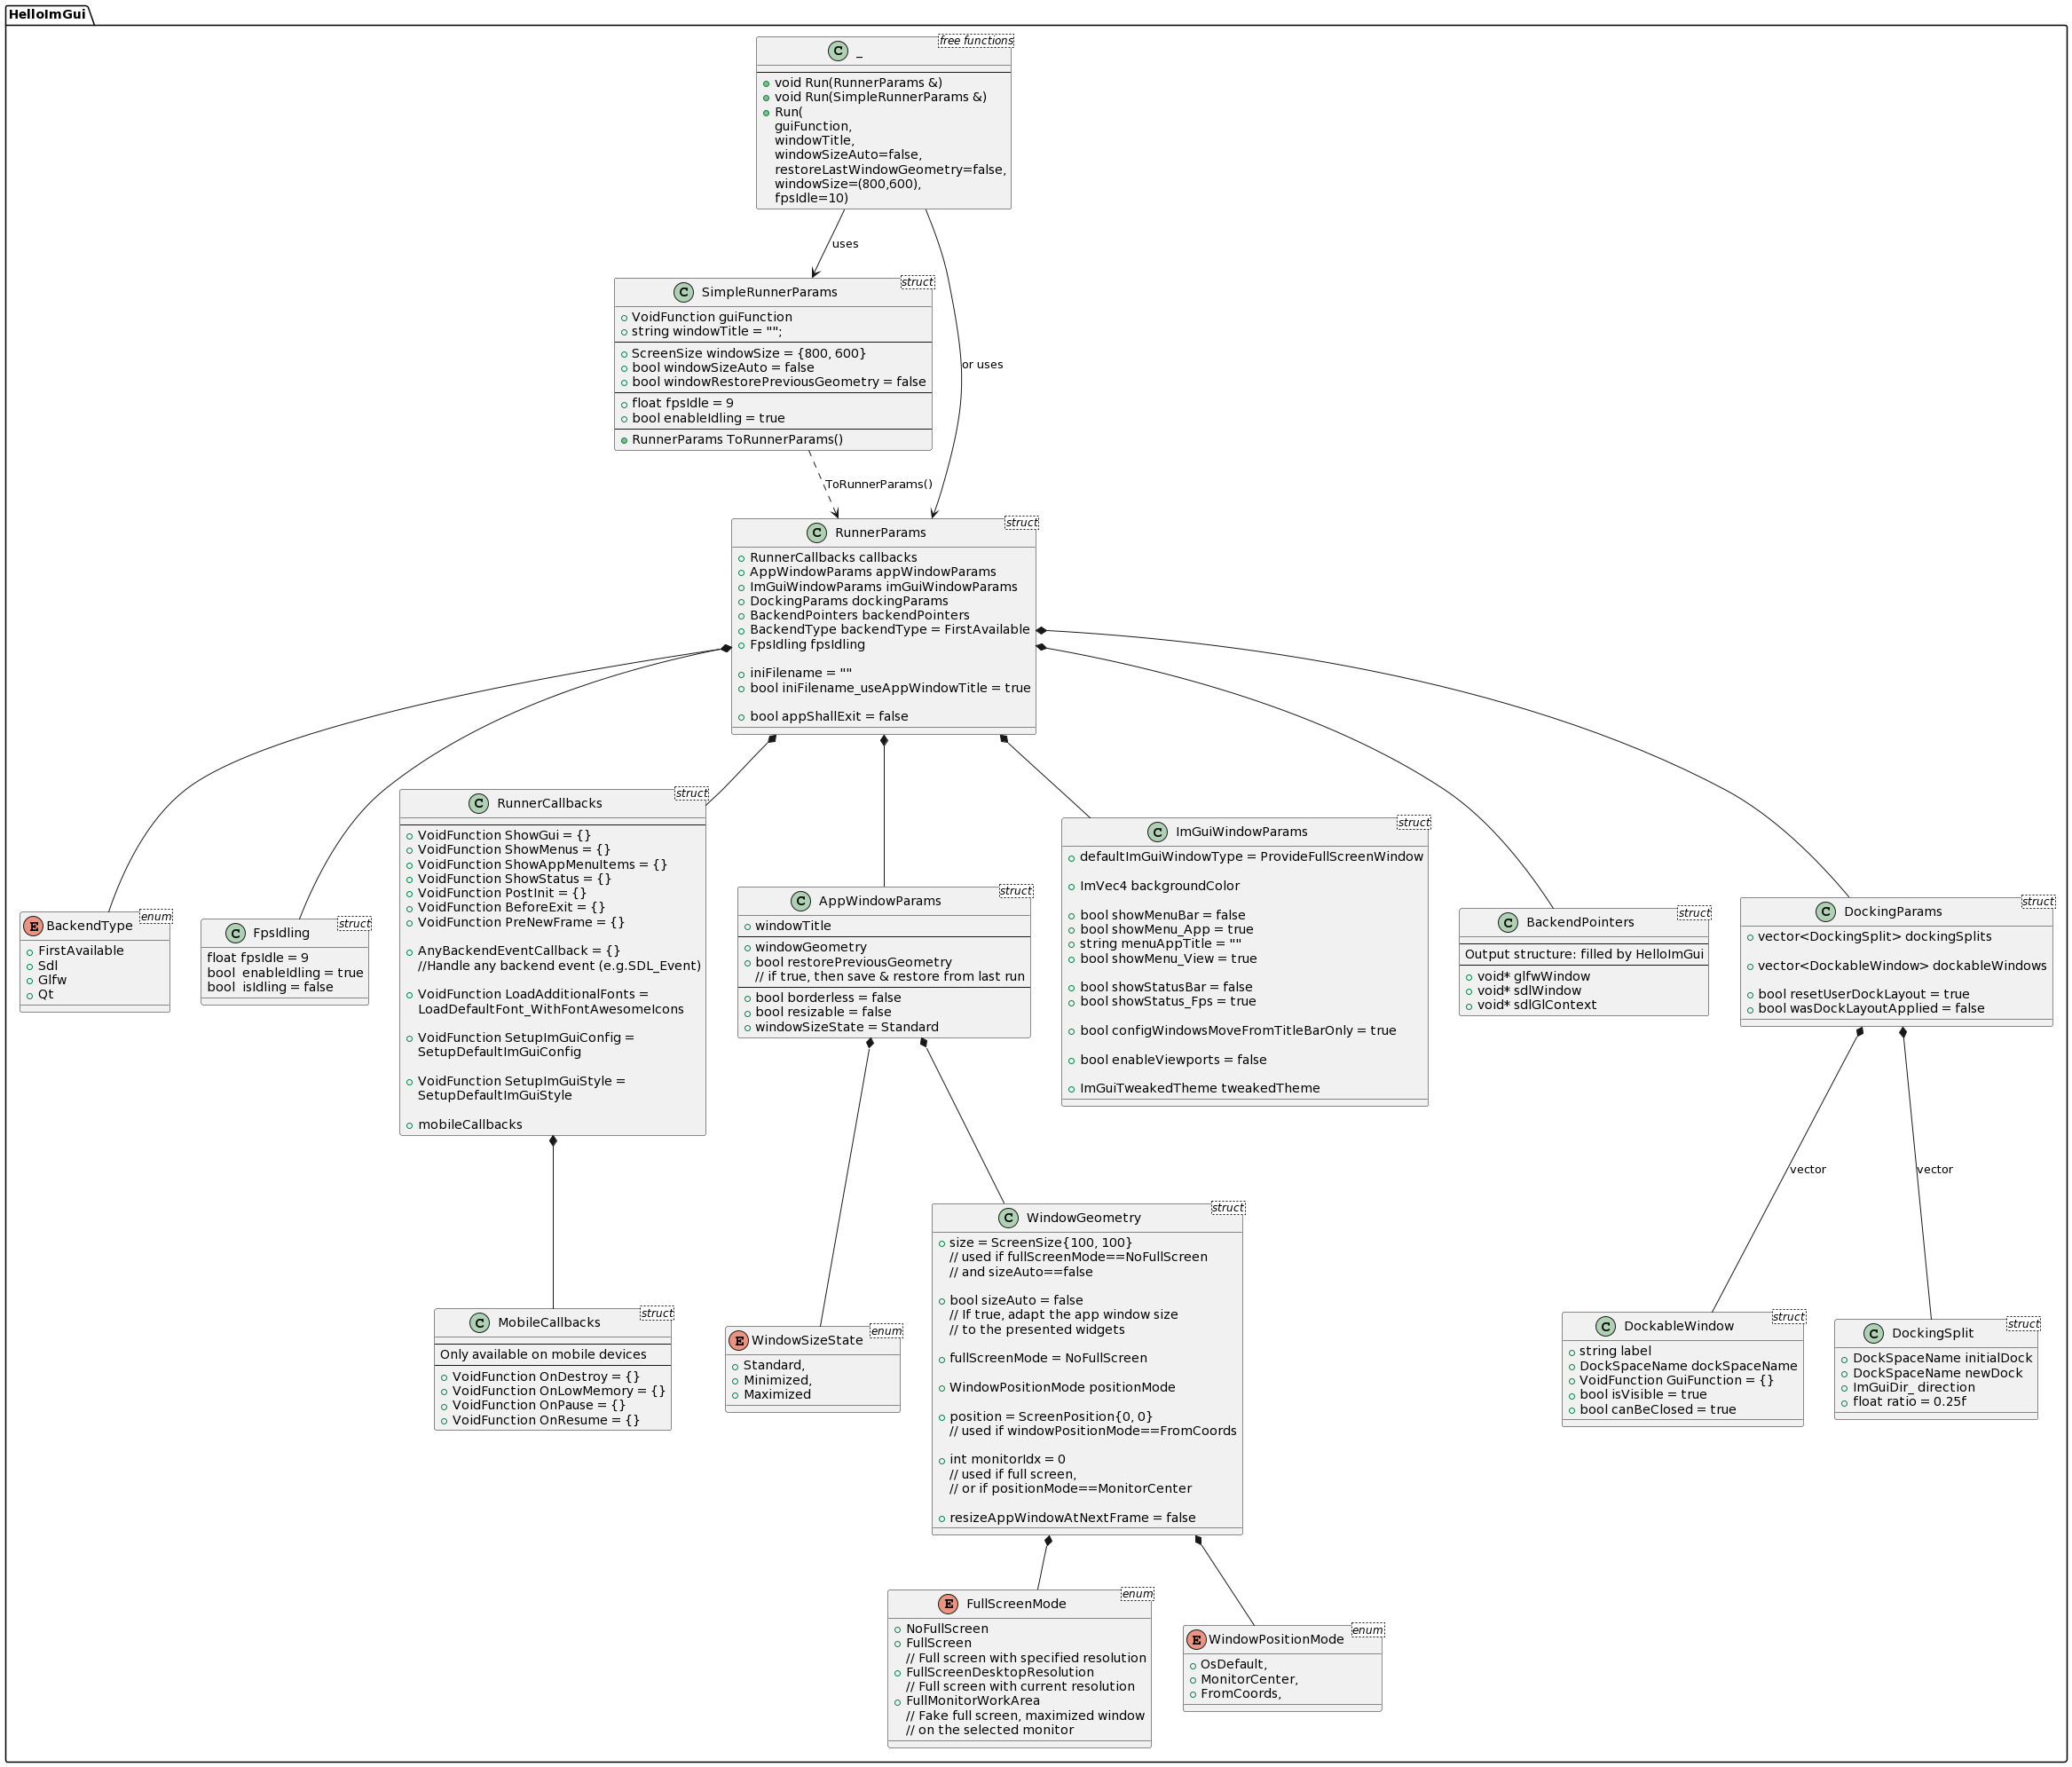 HelloImGui
free functions
C _
void Run(RunnerParams &)
void Run(SimpleRunnerParams &)
Run(
guiFunction,
windowTitle,
windowSizeAuto=false,
restoreLastWindowGeometry=false,
windowSize=(800,600),
fpsIdle=10)
uses
or uses
struct
C SimpleRunnerParams
VoidFunction guiFunction
string windowTitle = "";
ScreenSize windowSize = {800, 600}
bool windowSizeAuto = false
bool windowRestorePreviousGeometry = false
float fpsIdle = 9
bool enableIdling = true
RunnerParams ToRunnerParams()
ToRunnerParams()
struct
C RunnerParams
RunnerCallbacks callbacks
AppWindowParams appWindowParams
ImGuiWindowParams imGuiWindowParams
DockingParams dockingParams
BackendPointers backendPointers
BackendType backendType = FirstAvailable
FpsIdling fpsIdling
iniFilename = ""
bool iniFilename_useAppWindowTitle = true
bool appShallExit = false
enum
E BackendType
FirstAvailable
Sdl
Glfw
Qt
struct
C FpsIdling
float fpsIdle = 9
bool  enableIdling = true
bool  isIdling = false
struct
C RunnerCallbacks
VoidFunction ShowGui = {}
VoidFunction ShowMenus = {}
VoidFunction ShowAppMenuItems = {}
VoidFunction ShowStatus = {}
VoidFunction PostInit = {}
VoidFunction BeforeExit = {}
VoidFunction PreNewFrame = {}
AnyBackendEventCallback = {}
//Handle any backend event (e.g.SDL_Event)
VoidFunction LoadAdditionalFonts =
LoadDefaultFont_WithFontAwesomeIcons
VoidFunction SetupImGuiConfig =
SetupDefaultImGuiConfig
VoidFunction SetupImGuiStyle =
SetupDefaultImGuiStyle
mobileCallbacks
struct
C AppWindowParams
windowTitle
windowGeometry
bool restorePreviousGeometry
// if true, then save & restore from last run
bool borderless = false
bool resizable = false
windowSizeState = Standard
struct
C ImGuiWindowParams
defaultImGuiWindowType = ProvideFullScreenWindow
ImVec4 backgroundColor
bool showMenuBar = false
bool showMenu_App = true
string menuAppTitle = ""
bool showMenu_View = true
bool showStatusBar = false
bool showStatus_Fps = true
bool configWindowsMoveFromTitleBarOnly = true
bool enableViewports = false
ImGuiTweakedTheme tweakedTheme
struct
C BackendPointers
Output structure: filled by HelloImGui
void* glfwWindow
void* sdlWindow
void* sdlGlContext
struct
C DockingParams
vector<DockingSplit> dockingSplits
vector<DockableWindow> dockableWindows
bool resetUserDockLayout = true
bool wasDockLayoutApplied = false
vector
vector
struct
C MobileCallbacks
Only available on mobile devices
VoidFunction OnDestroy = {}
VoidFunction OnLowMemory = {}
VoidFunction OnPause = {}
VoidFunction OnResume = {}
enum
E WindowSizeState
Standard,
Minimized,
Maximized
struct
C WindowGeometry
size = ScreenSize{100, 100}
// used if fullScreenMode==NoFullScreen
// and sizeAuto==false
bool sizeAuto = false
// If true, adapt the app window size
// to the presented widgets
fullScreenMode = NoFullScreen
WindowPositionMode positionMode
position = ScreenPosition{0, 0}
// used if windowPositionMode==FromCoords
int monitorIdx = 0
// used if full screen,
// or if positionMode==MonitorCenter
resizeAppWindowAtNextFrame = false
struct
C DockableWindow
string label
DockSpaceName dockSpaceName
VoidFunction GuiFunction = {}
bool isVisible = true
bool canBeClosed = true
struct
C DockingSplit
DockSpaceName initialDock
DockSpaceName newDock
ImGuiDir_ direction
float ratio = 0.25f
enum
E FullScreenMode
NoFullScreen
FullScreen
// Full screen with specified resolution
FullScreenDesktopResolution
// Full screen with current resolution
FullMonitorWorkArea
// Fake full screen, maximized window
// on the selected monitor
enum
E WindowPositionMode
OsDefault,
MonitorCenter,
FromCoords,